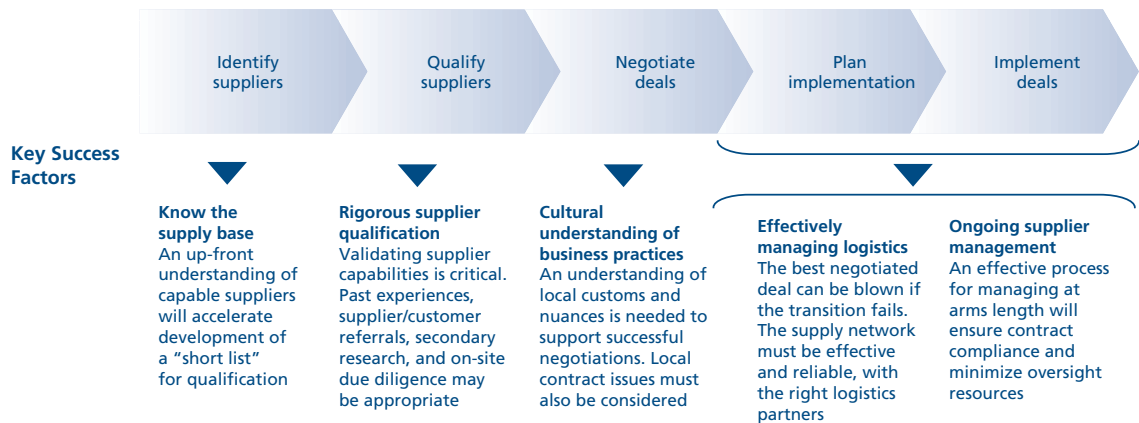 Identify
suppliers
Qualify
suppliers
Negotiate
deals
Plan
implementation
Implement
deals
Key Success
Factors
Know the
supply base
An up-front
understanding of
capable suppliers
will accelerate
development of
a “short list”
for qualification
Rigorous supplier
qualification
Validating supplier
capabilities is critical.
Past experiences,
supplier/customer
referrals, secondary
research, and on-site
due diligence may
be appropriate
Cultural
understanding of
business practices
An understanding of
local customs and
nuances is needed to
support successful
negotiations. Local
contract issues must
also be considered
Effectively
managing logistics
The best negotiated
deal can be blown if
the transition fails.
The supply network
must be effective
and reliable, with
the right logistics
partners
Ongoing supplier
management
An effective process
for managing at
arms length will
ensure contract
compliance and
minimize oversight
resources